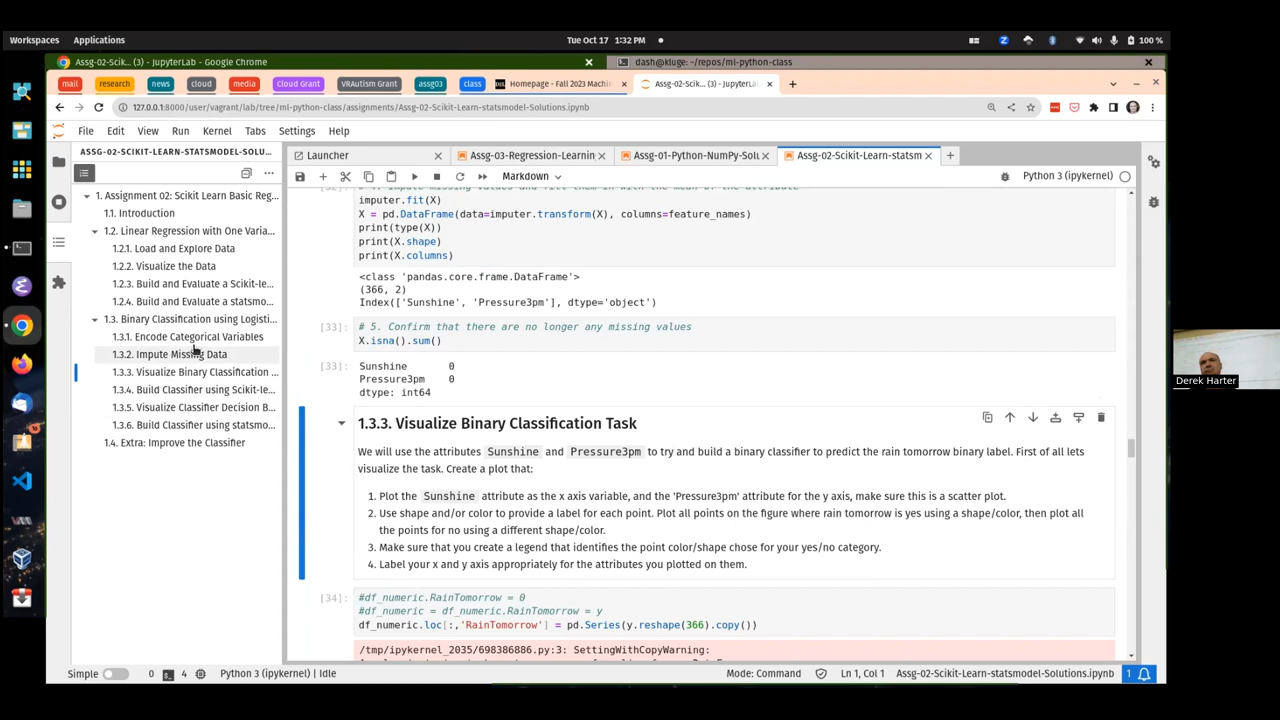 Workspaces Applications Tue Oct 17 1:32 PM 100 %
Assg-02-Scik... (3) - JupyterLab - Google Chrome dash@kluge: ~/repos/ml-python-class
mail research news cloud media Cloud Grant VRAutism Grant assg03 class Homepage - Fall 2023 Machin Assg-02-Scik... (3) - JupyterLa
127.0.0.1:8000/user/vagrant/lab/tree/ml-python-class/assignments/Assg-02-Scikit-Learn-statsmodel-Solutions.ipynb
File Edit View Run Kernel Tabs Settings Help
ASSG-02-SCIKIT-LEARN-STATSMODEL-SOLU...
1. Assignment 02: Scikit Learn Basic Reg...
1.1. Introduction
1.2. Linear Regression with One Varia...
1.2.1. Load and Explore Data
1.2.2. Visualize the Data
1.2.3. Build and Evaluate a Scikit-le...
1.2.4. Build and Evaluate a statsmo...
1.3. Binary Classification using Logisti...
1.3.1. Encode Categorical Variables
1.3.2. Impute Missing Data
1.3.3. Visualize Binary Classification ...
1.3.4. Build Classifier using Scikit-le...
1.3.5. Visualize Classifier Decision B...
1.3.6. Build Classifier using statsmo...
1.4. Extra: Improve the Classifier
Launcher Assg-03-Regression-Learnin Assg-01-Python-NumPy-Solu Assg-02-Scikit-Learn-statsm
Markdown Python 3 (ipykernel)
imputer.fit(X)
X = pd.DataFrame(data=imputer.transform(X), columns=feature_names)
print(type(X))
print(X.shape)
print(X.columns)
<class 'pandas.core.frame.DataFrame'>
(366, 2)
Index(['Sunshine', 'Pressure3pm'], dtype='object')
[33]: # 5. Confirm that there are no longer any missing values
X.isna().sum()
[33]: Sunshine 0
Pressure3pm 0
dtype: int64
1.3.3. Visualize Binary Classification Task
We will use the attributes Sunshine and Pressure3pm to try and build a binary classifier to predict the rain tomorrow binary label. First of all lets
visualize the task. Create a plot that:
1. Plot the Sunshine attribute as the x axis variable, and the 'Pressure3pm' attribute for the y axis, make sure this is a scatter plot.
2. Use shape and/or color to provide a label for each point. Plot all points on the figure where rain tomorrow is yes using a shape/color, then plot all
the points for no using a different shape/color.
3. Make sure that you create a legend that identifies the point color/shape chose for your yes/no category.
4. Label your x and y axis appropriately for the attributes you plotted on them.
[34]: #df_numeric.RainTomorrow = 0
#df_numeric = df_numeric.RainTomorrow = y
df_numeric.loc[:,'RainTomorrow'] = pd.Series(y.reshape(366).copy())
/tmp/ipykernel_2035/698386886.py:3: SettingWithCopyWarning:
Simple 0 4 Python 3 (ipykernel) | Idle Mode: Command Ln 1, Col 1 Assg-02-Scikit-Learn-statsmodel-Solutions.ipynb 1
Derek Harter